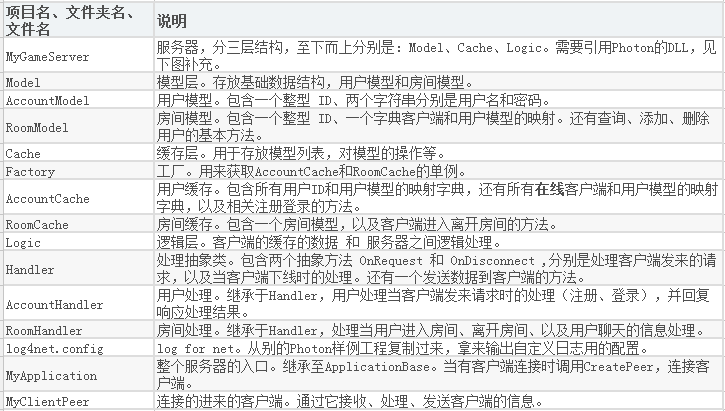 项目名、文件夹名、
文件名
说明
MyGameServer
服务器，分三层结构，至下而上分别是：Model、Cache、Logic。需要引用Photon的DLL，见
下图补充。
Model
模型层。存放基础数据结构，用户模型和房间模型。
AccountModel
用户模型。包含一个整型 ID、两个字符串分别是用户名和密码。
RoomModel
房间模型。包含一个整型 ID、一个字典客户端和用户模型的映射。还有查询、添加、删除
用户的基本方法。
Cache
缓存层。用于存放模型列表，对模型的操作等。
Factory
工厂。用来获取AccountCache和RoomCache的单例。
AccountCache
用户缓存。包含所有用户ID和用户模型的映射字典，还有所有在线客户端和用户模型的映射
字典，以及相关注册登录的方法。
RoomCache
房间缓存。包含一个房间模型，以及客户端进入离开房间的方法。
Logic
逻辑层。客户端的缓存的数据 和 服务器之间逻辑处理。
Handler
处理抽象类。包含两个抽象方法 OnRequest 和 OnDisconnect ,分别是处理客户端发来的请
求，以及当客户端下线时的处理。还有一个发送数据到客户端的方法。
AccountHandler
用户处理。继承于Handler，用户处理当客户端发来请求时的处理（注册、登录），并回复
响应处理结果。
RoomHandler
房间处理。继承于Handler，处理当用户进入房间、离开房间、以及用户聊天的信息处理。
log4net.config
log for net。从别的Photon样例工程复制过来，拿来输出自定义日志用的配置。
MyApplication
整个服务器的入口。继承至ApplicationBase。当有客户端连接时调用CreatePeer，连接客
户端。
MyClientPeer
连接的进来的客户端。通过它接收、处理、发送客户端的信息。